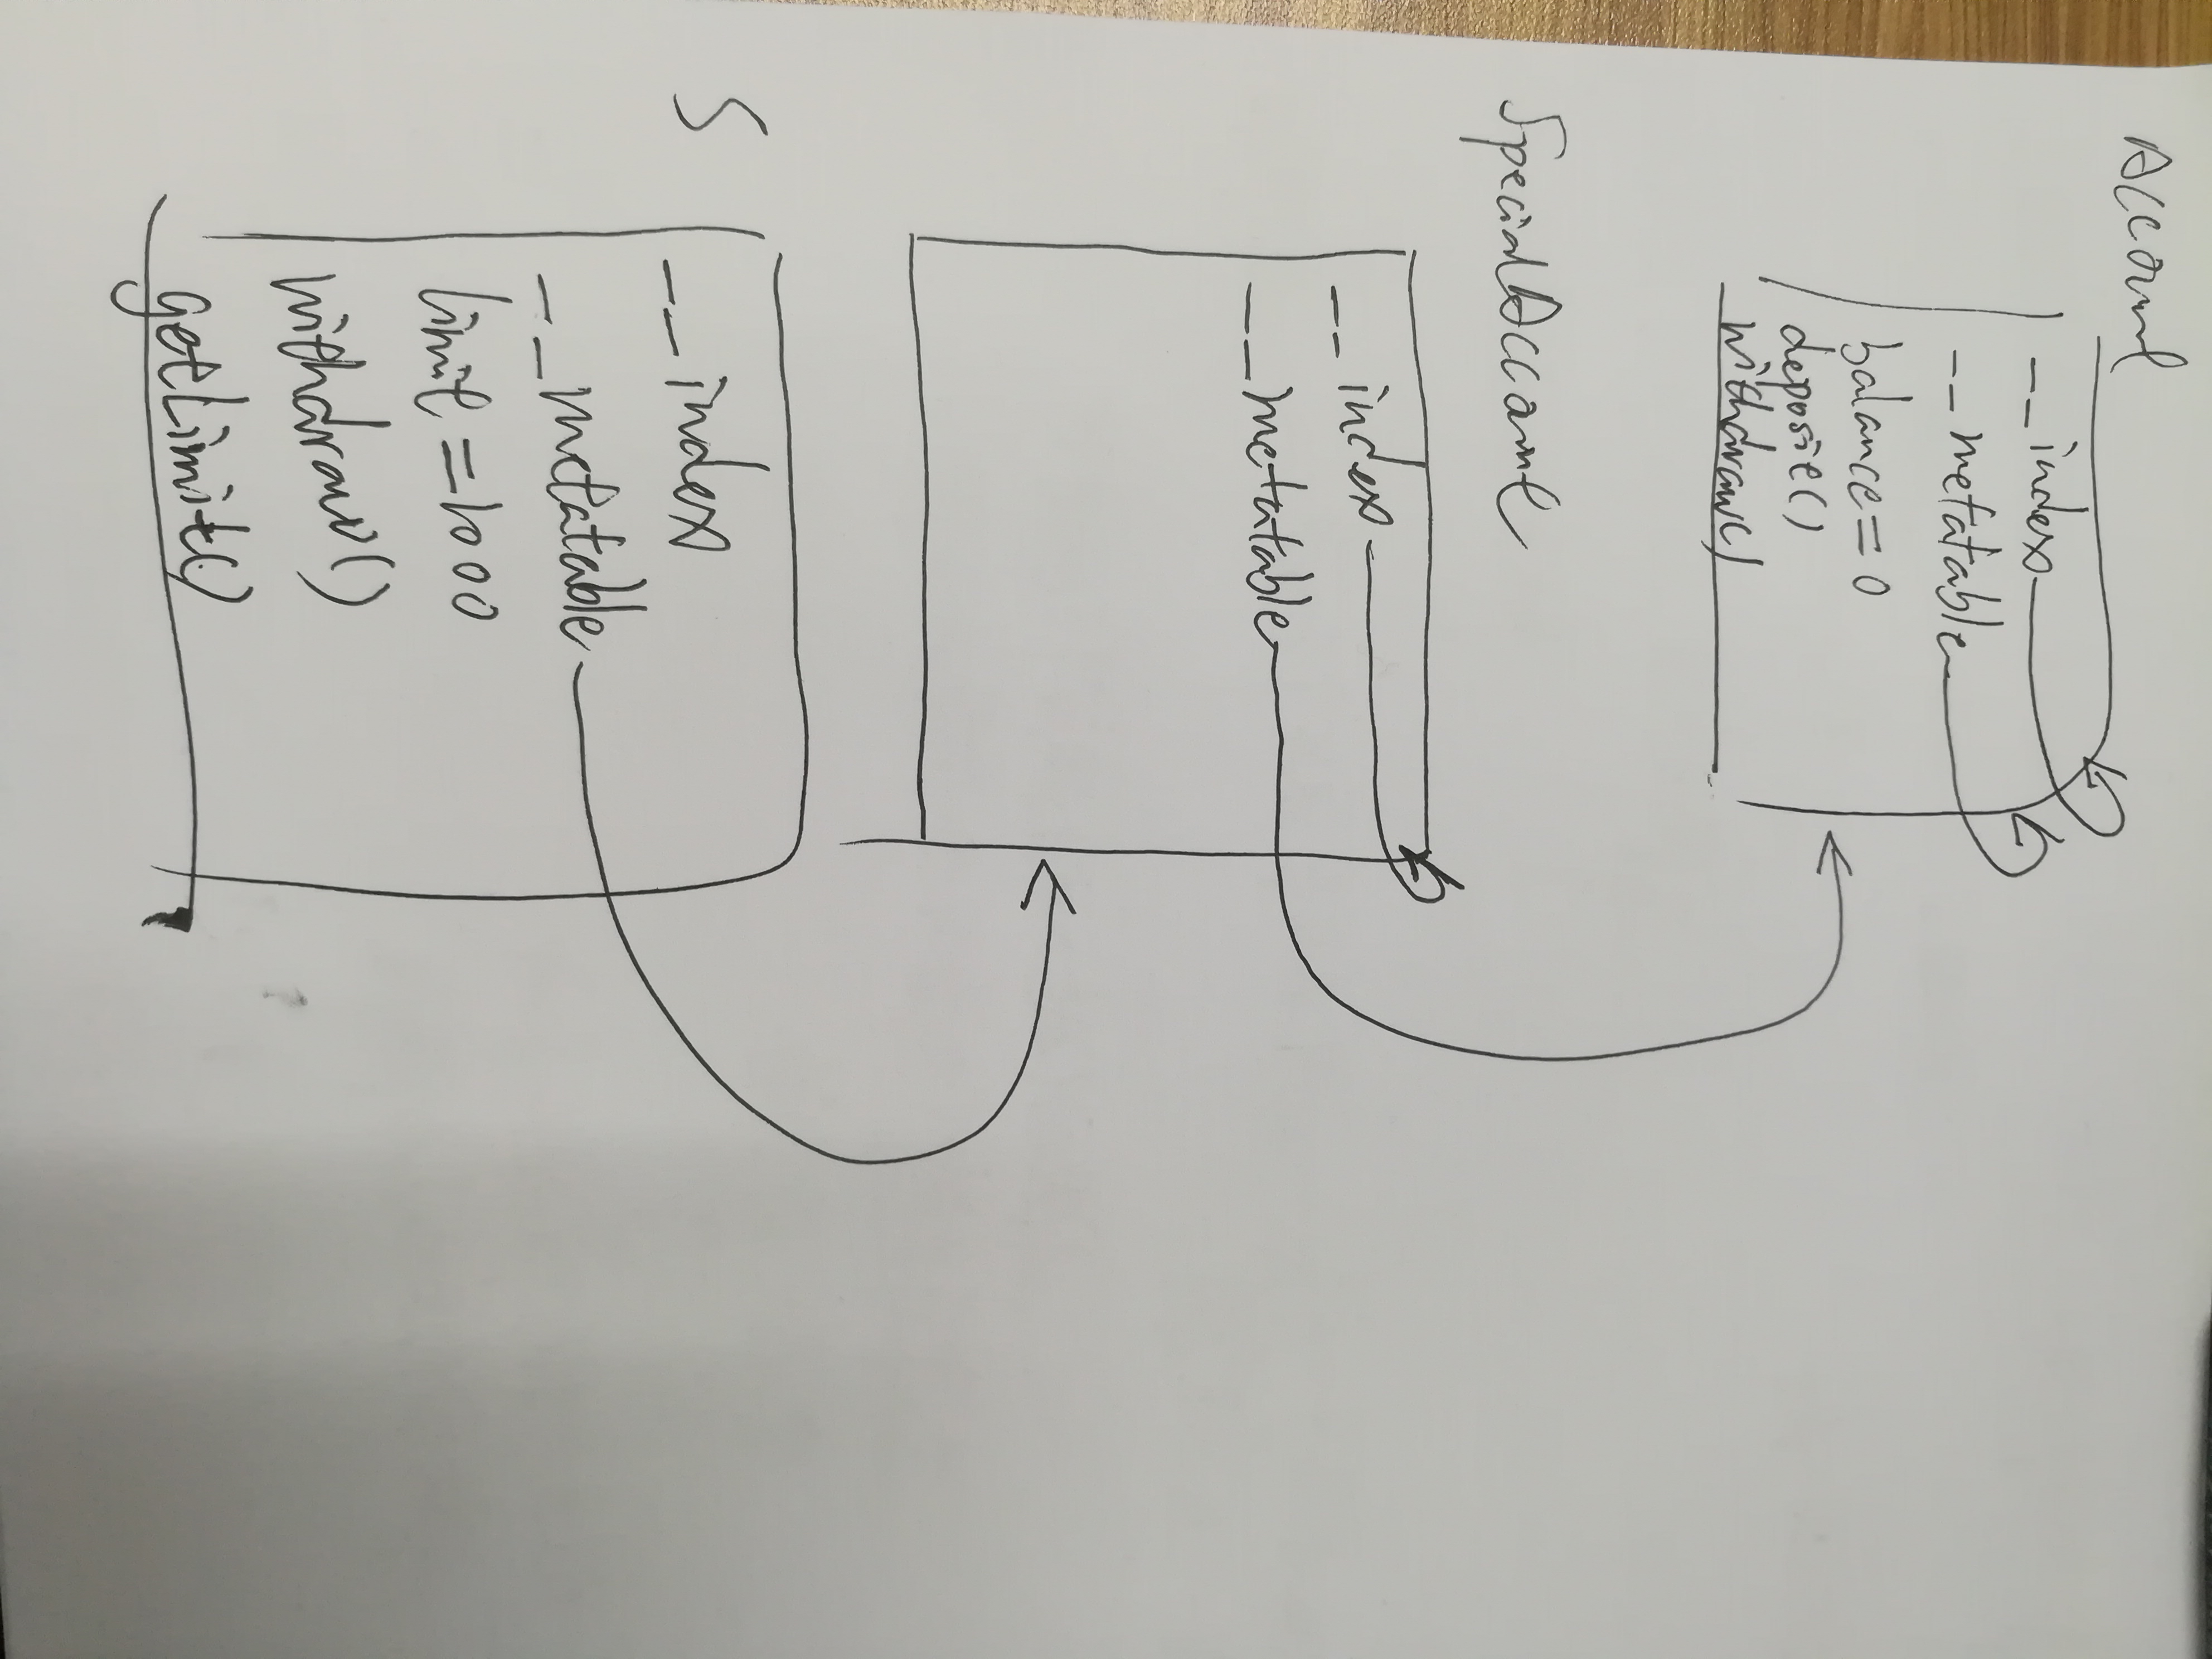 Account
__index
__metatable
balance=0
deposit()
withdraw()
SpecialAccount
__index
__metatable
S
__index
__metatable
limit=1000
withdraw()
getLimit()